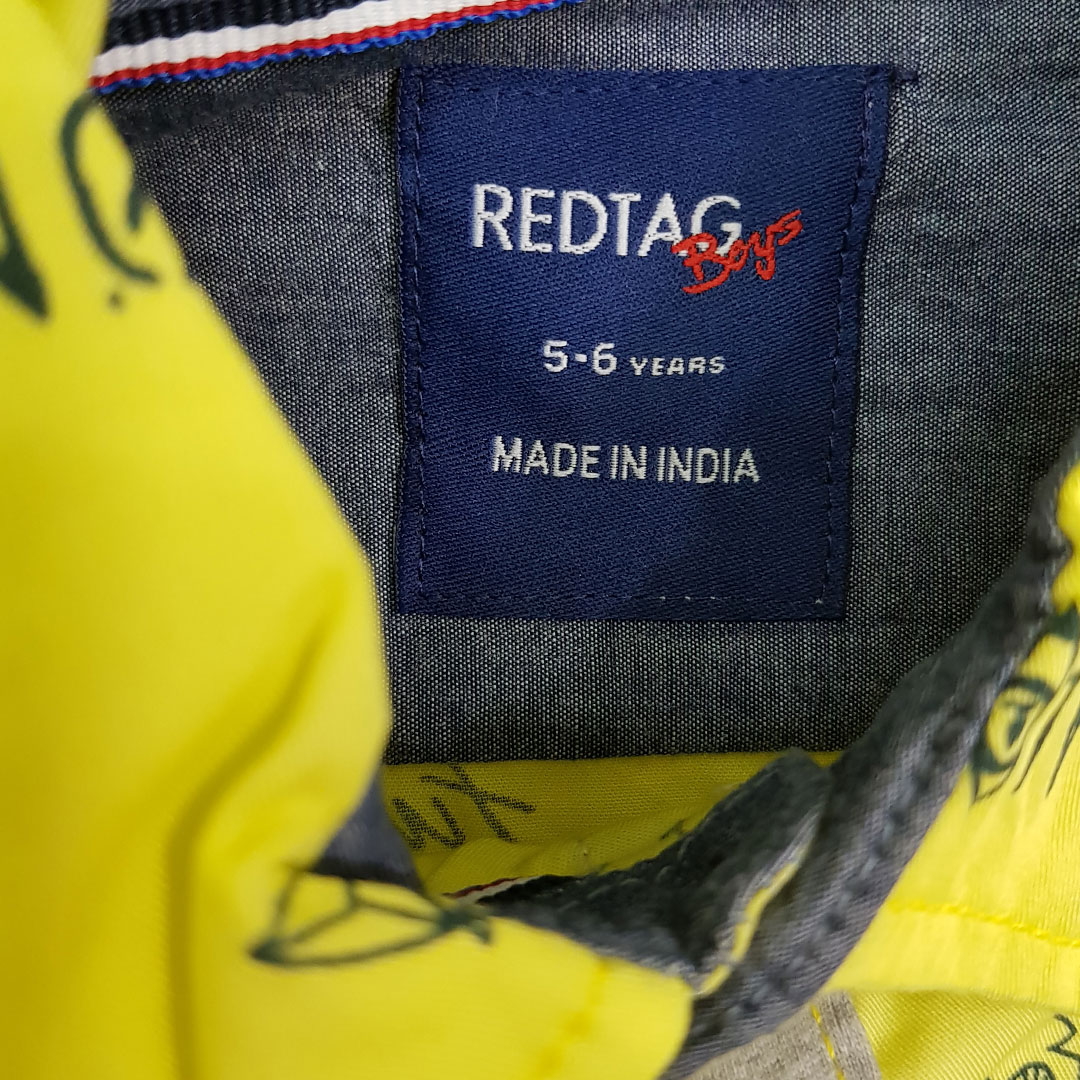 REDTAG
Boys
5-6 YEARS
MADE IN INDIA